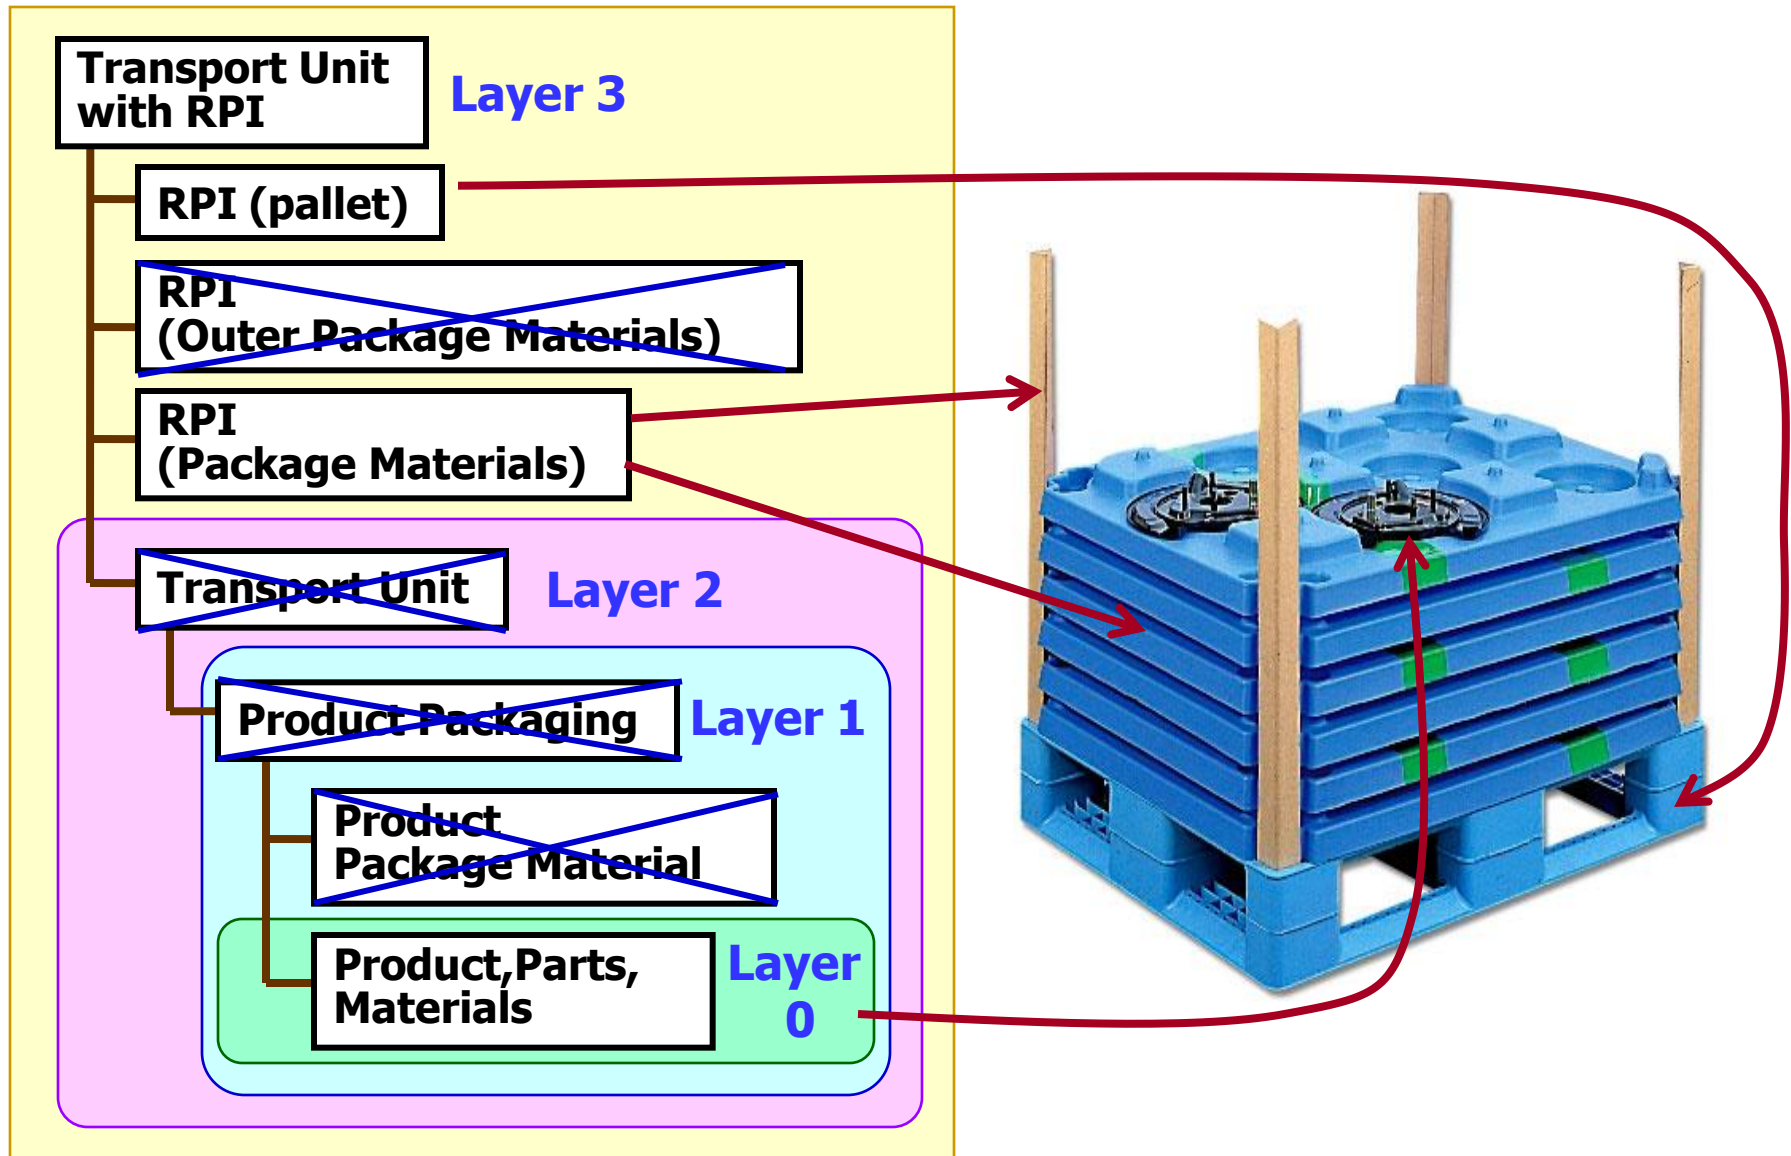 Transport Unit
with RPI
Layer 3
RPI (pallet)
RPI
(Outer Package Materials)
RPI
(Package Materials)
Transport Unit
Layer 2
Product Packaging
Layer 1
Product
Package Material
Product,Parts,
Materials
Layer
0